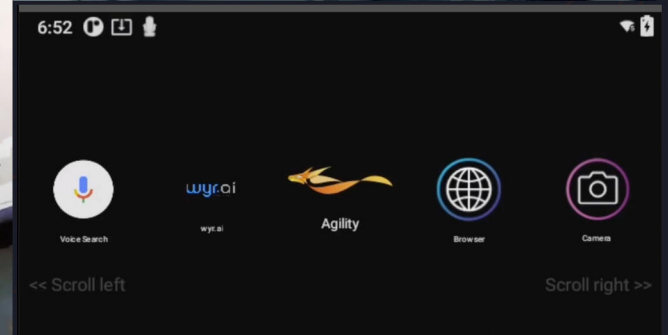 6:52
wyr.ai
Voice Search
wyr.ai
Agility
Browser
Camera
<< Scroll left
Scroll right >>